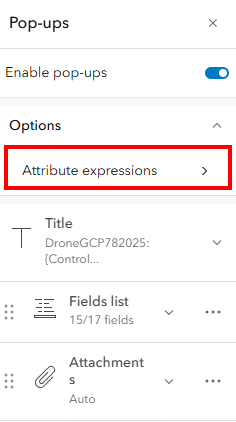 Pop-ups
Enable pop-ups
Options
Attribute expressions
Title
DroneGCP782025:
{Control...
Fields list
15/17 fields
Attachment
s
Auto